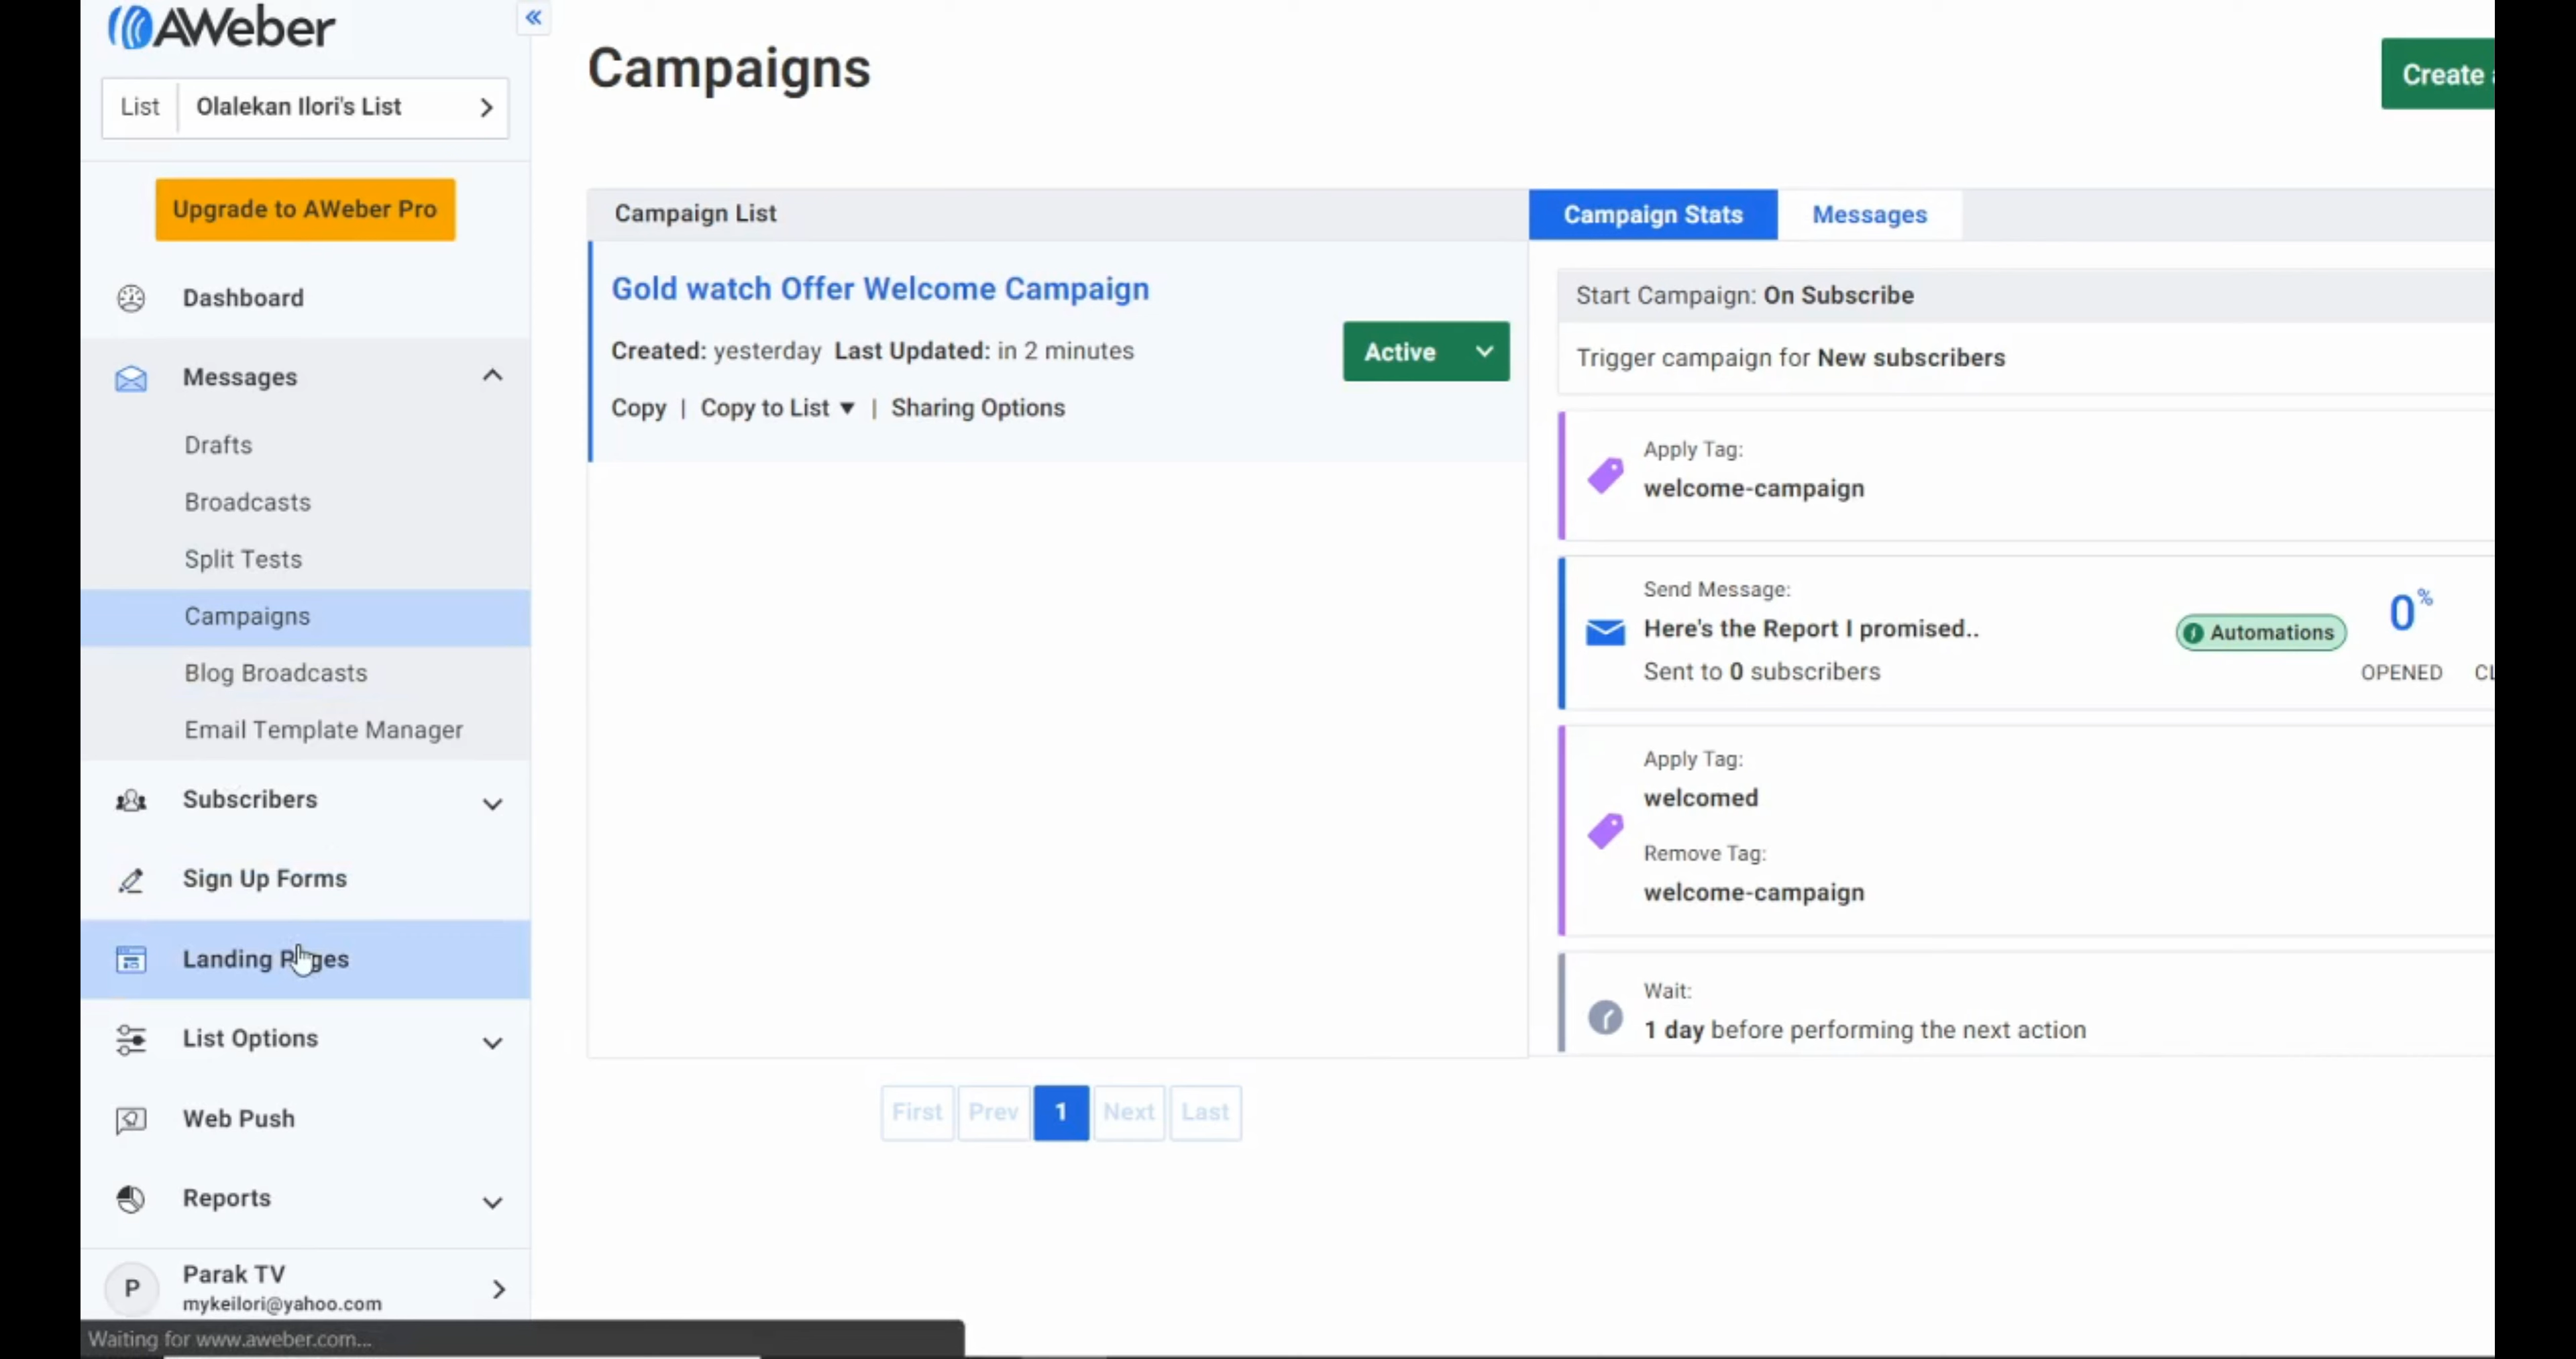 AWeber
List Olalekan Ilori's List
Upgrade to AWeber Pro
Dashboard
Messages
Drafts
Broadcasts
Split Tests
Campaigns
Blog Broadcasts
Email Template Manager
Subscribers
Sign Up Forms
Landing Pages
List Options
Web Push
Reports
P
Parak TV
mykeilori@yahoo.com
Waiting for www.aweber.com...
Campaigns
Create
Campaign List
Gold watch Offer Welcome Campaign
Created: yesterday Last Updated: in 2 minutes
Active
Copy | Copy to List ▼ | Sharing Options
First Prev 1 Next Last
Campaign Stats Messages
Start Campaign: On Subscribe
Trigger campaign for New subscribers
Apply Tag:
welcome-campaign
Send Message:
Here's the Report I promised..
Sent to 0 subscribers
Automations
0%
OPENED CL
Apply Tag:
welcomed
Remove Tag:
welcome-campaign
Wait:
1 day before performing the next action